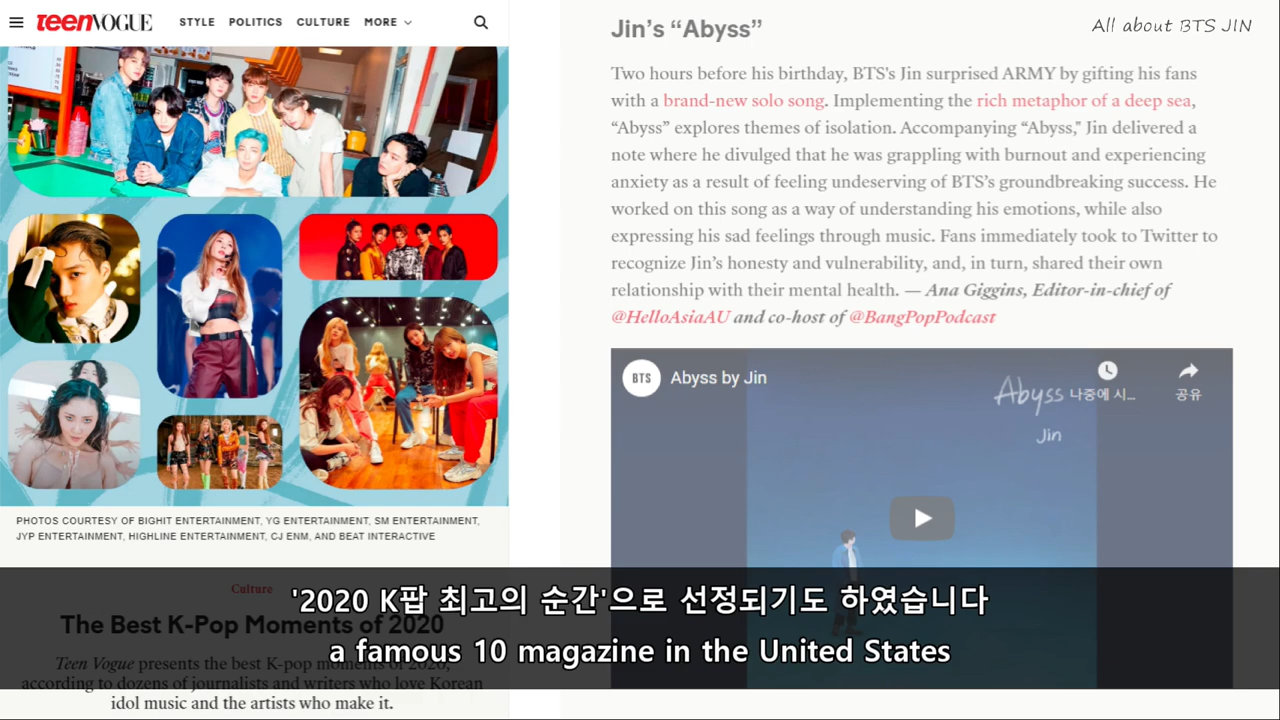 teenVOGUE STYLE POLITICS CULTURE MORE
PHOTOS COURTESY OF BIGHIT ENTERTAINMENT, YG ENTERTAINMENT, SM ENTERTAINMENT,
JYP ENTERTAINMENT, HIGHLINE ENTERTAINMENT, CJ ENM, AND BEAT INTERACTIVE
Culture
The Best K-Pop Moments of 2020
Teen Vogue presents the best K-pop moments of 2020,
according to dozens of journalists and writers who love Korean
idol music and the artists who make it.
All about BTS JIN
Jin's “Abyss”
Two hours before his birthday, BTS's Jin surprised ARMY by gifting his fans
with a brand-new solo song. Implementing the rich metaphor of a deep sea,
“Abyss” explores themes of isolation. Accompanying “Abyss,” Jin delivered a
note where he divulged that he was grappling with burnout and experiencing
anxiety as a result of feeling undeserving of BTS's groundbreaking success. He
worked on this song as a way of understanding his emotions, while also
expressing his sad feelings through music. Fans immediately took to Twitter to
recognize Jin's honesty and vulnerability, and, in turn, shared their own
relationship with their mental health. — Ana Giggins, Editor-in-chief of
@HelloAsiaAU and co-host of @BangPopPodcast
BTS Abyss by Jin
Abyss
Jin
나중에 시...
공유
'2020 K팝 최고의 순간'으로 선정되기도 하였습니다
a famous 10 magazine in the United States